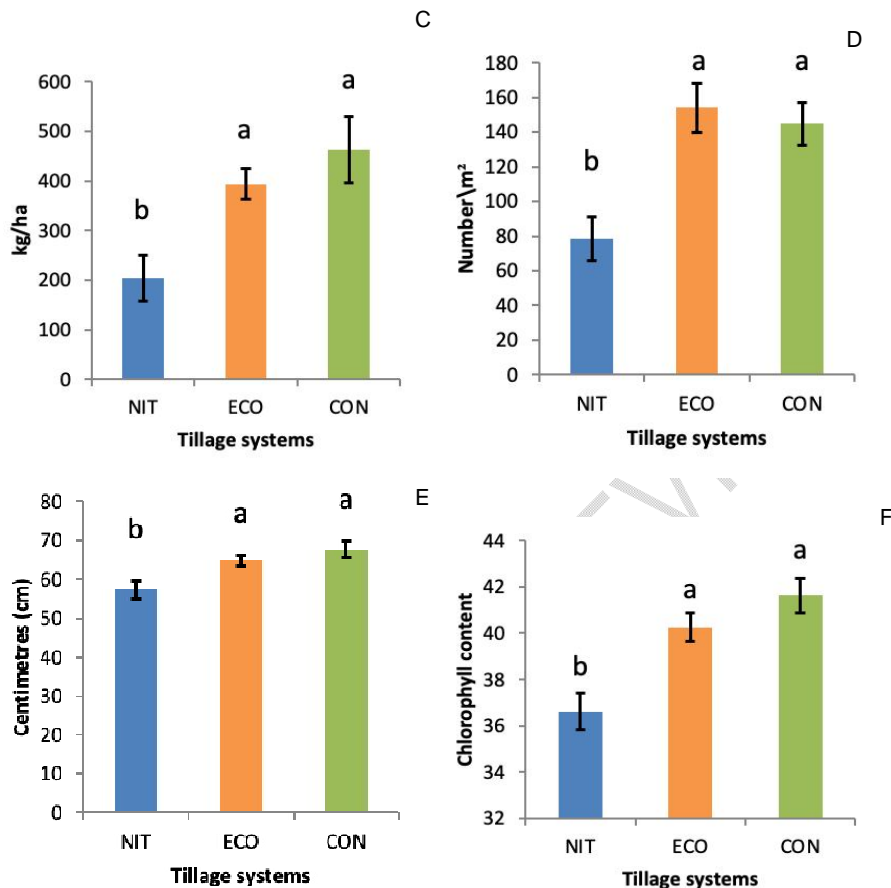 C
600
500
400
300
200
100
0
kg/ha
b
a
a
NIT ECO CON
Tillage systems
D
180
160
140
120
100
80
60
40
20
0
Number\m²
b
a
a
NIT ECO CON
Tillage systems
E
80
70
60
50
40
30
20
10
0
Centimetres (cm)
b
a
a
NIT ECO CON
Tillage systems
F
44
42
40
38
36
34
32
Chlorophyll content
b
a
a
NIT ECO CON
Tillage systems